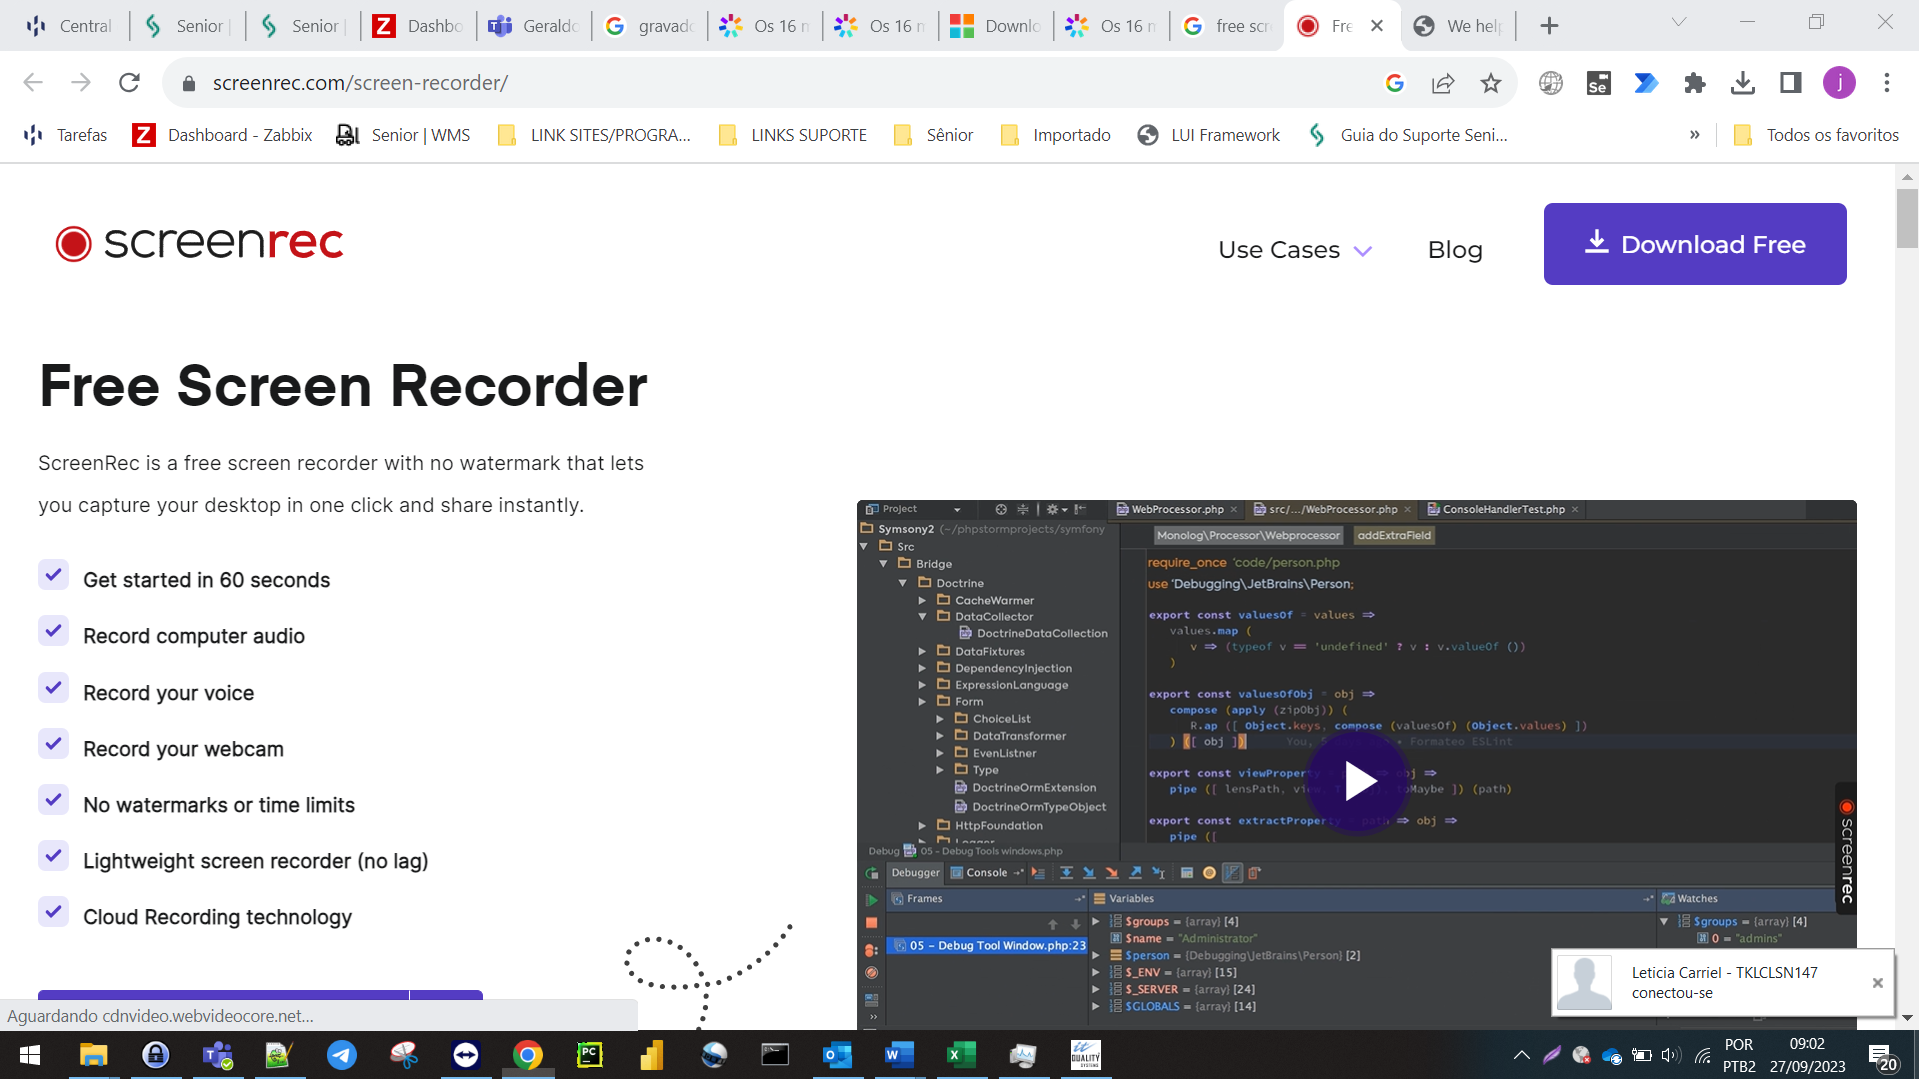 Central
Senior |
Senior |
Dashbo
Geraldo
gravado
Os 16 m
Os 16 m
Downlo
Os 16 m
free scr
Fre
We help
screenrec.com/screen-recorder/
Tarefas
Dashboard - Zabbix
Senior | WMS
LINK SITES/PROGRA...
LINKS SUPORTE
Sênior
Importado
LUI Framework
Guia do Suporte Seni...
»
Todos os favoritos
screenrec
Use Cases
Blog
Download Free
Free Screen Recorder
ScreenRec is a free screen recorder with no watermark that lets
you capture your desktop in one click and share instantly.
Get started in 60 seconds
Record computer audio
Record your voice
Record your webcam
No watermarks or time limits
Lightweight screen recorder (no lag)
Cloud Recording technology
Project
WebProcessor.php
src/.../WebProcessor.php
ConsoleHandlerTest.php
Symsony2 (~/phpstormprojects/symfony
Monolog\Processor\Webprocessor
addExtraField
Src
Bridge
Doctrine
CacheWarmer
DataCollector
DoctrineDataCollection
DataFixtures
DependencyInjection
ExpressionLanguage
Form
ChoiceList
DataTransformer
EvenListner
Type
DoctrineOrmExtension
DoctrineOrmTypeObject
HttpFoundation
Logger
require_once 'code/person.php
use 'Debugging\JetBrains\Person;
export const valuesOf = values =>
values.map (
v => (typeof v == 'undefined' ? v : v.valueOf ())
)
export const valuesOfObj = obj =>
compose (apply (zipObj)) (
R.ap ([ Object.keys, compose (valuesOf) (Object.values) ])
) ([ obj ])
You, • Formateo ESLint
export const viewProperty obj =>
pipe ([ lensPath, view, toMaybe ]) (path)
export const extractProperty = path => obj =>
pipe ([
screenrec
Debug 05 - Debug Tools windows.php
Debugger
Console
Frames
Variables
Watches
05 - Debug Tool Window.php:23
$groups = {array} [4]
$name = "Administrator"
$person = {Debugging\JetBrains\Person} [2]
$_ENV = {array} [15]
$_SERVER = {array} [24]
$GLOBALS = {array} [14]
$groups = {array} [4]
0 = "admins"
Leticia Carriel - TKLCLSN147
conectou-se
Aguardando cdnvideo.webvideocore.net...
QUALITY
POR
PTB2
09:02
27/09/2023
20